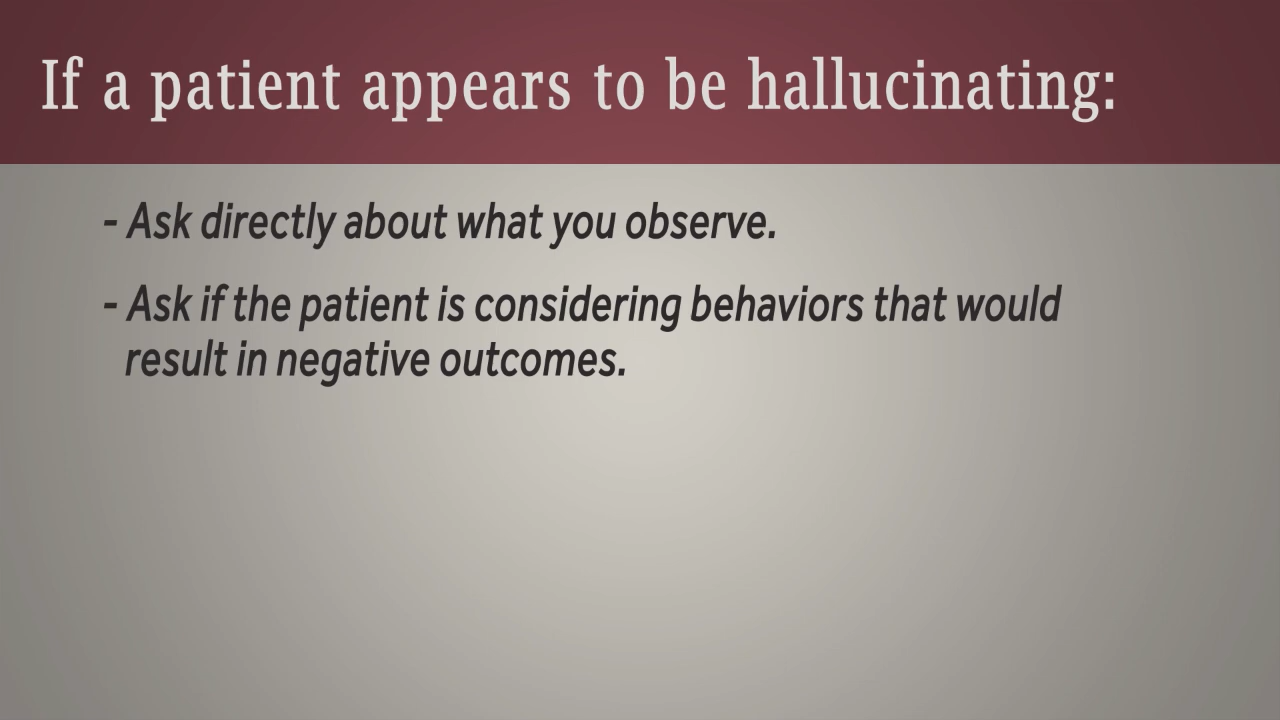 If a patient appears to be hallucinating:
- Ask directly about what you observe.
- Ask if the patient is considering behaviors that would
result in negative outcomes.